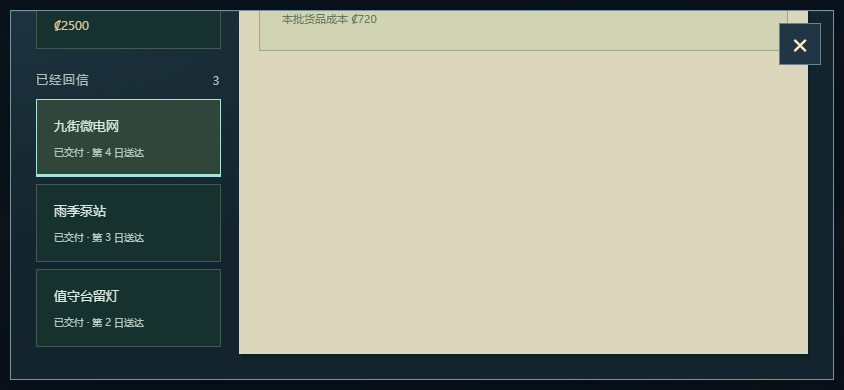 ₡2500
已经回信 3
九街微电网
已交付 · 第 4 日送达
雨季泵站
已交付 · 第 3 日送达
值守台留灯
已交付 · 第 2 日送达
本批货品成本 ₡720
×